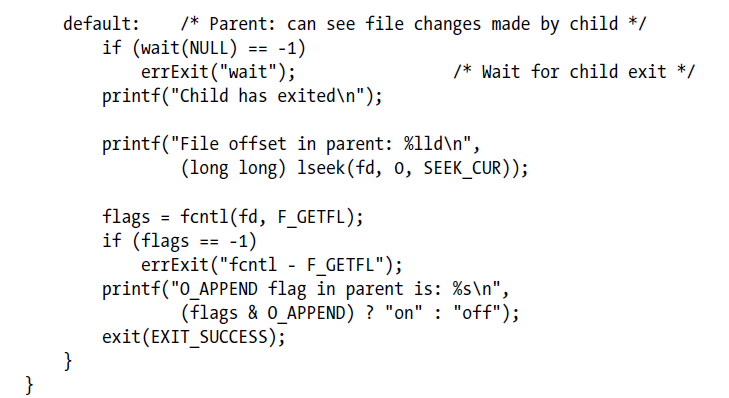 default:    /* Parent: can see file changes made by child */
if (wait(NULL) == -1)
errExit("wait");                /* Wait for child exit */
printf("Child has exited\n");
printf("File offset in parent: %lld\n",
(long long) lseek(fd, 0, SEEK_CUR));
flags = fcntl(fd, F_GETFL);
if (flags == -1)
errExit("fcntl - F_GETFL");
printf("O_APPEND flag in parent is: %s\n",
(flags & O_APPEND) ? "on" : "off");
exit(EXIT_SUCCESS);
}
}